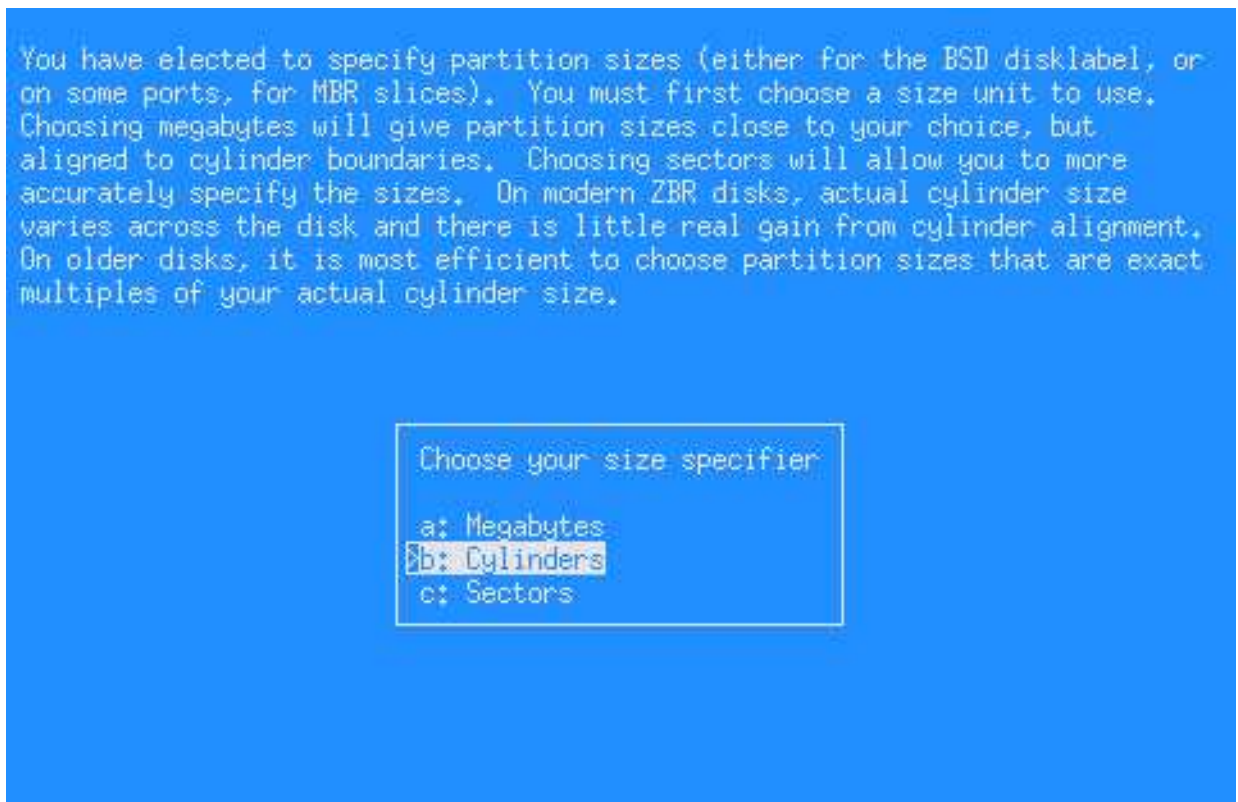 You have elected to specify partition sizes (either for the BSD disklabel, or
on some ports, for MBR slices).  You must first choose a size unit to use.
Choosing megabytes will give partition sizes close to your choice, but
aligned to cylinder boundaries.  Choosing sectors will allow you to more
accurately specify the sizes.  On modern ZBR disks, actual cylinder size
varies across the disk and there is little real gain from cylinder alignment.
On older disks, it is most efficient to choose partition sizes that are exact
multiples of your actual cylinder size.
Choose your size specifier
a: Megabytes
>b: Cylinders
c: Sectors